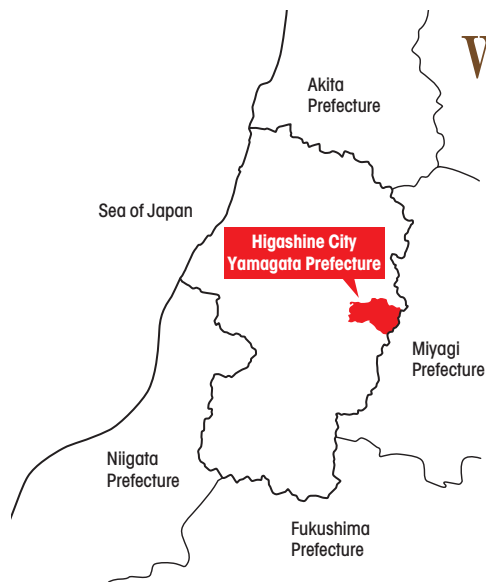 W
Akita
Prefecture
Sea of Japan
Higashine City
Yamagata Prefecture
Miyagi
Prefecture
Niigata
Prefecture
Fukushima
Prefecture